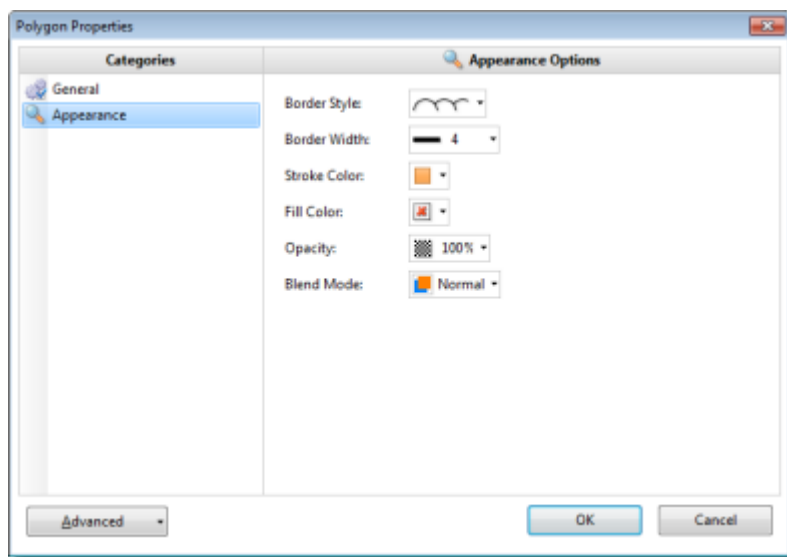 Polygon Properties
Categories
Appearance Options
General
Appearance
Border Style:
Border Width: 4
Stroke Color:
Fill Color:
Opacity: 100%
Blend Mode: Normal
Advanced
OK
Cancel